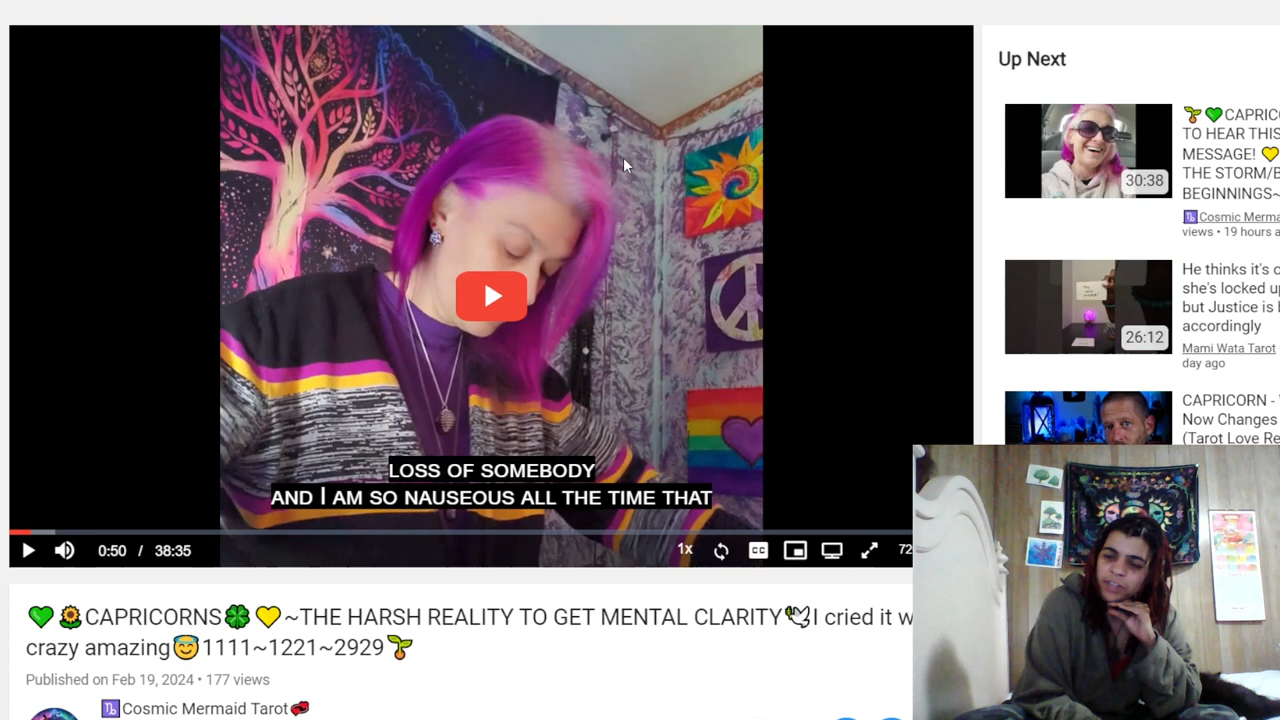 Up Next
LOSS OF SOMEBODY
AND I AM SO NAUSEOUS ALL THE TIME THAT
0:50 / 38:35
1x
CC
72
💚🌻CAPRICORNS🍀💛~THE HARSH REALITY TO GET MENTAL CLARITY🕊I cried it w
crazy amazing😇1111~1221~2929🌱
Published on Feb 19, 2024 • 177 views
♑Cosmic Mermaid Tarot💋
🌱💚CAPRIC
TO HEAR THIS
MESSAGE! 💛
THE STORM/B
BEGINNINGS~
30:38
♑Cosmic Merma
views • 19 hours a
He thinks it's o
she's locked up
but Justice is b
accordingly
26:12
Mami Wata Tarot
day ago
CAPRICORN -
Now Changes
(Tarot Love Re